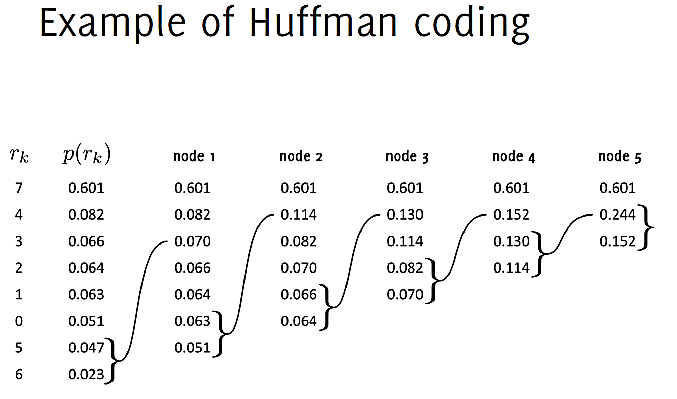 Example of Huffman coding
rk p(rk) node 1 node 2 node 3 node 4 node 5
7 0.601 0.601 0.601 0.601 0.601 0.601
4 0.082 0.082 0.114 0.130 0.152 0.244
3 0.066 0.070 0.082 0.114 0.130 0.152
2 0.064 0.066 0.070 0.082 0.114
1 0.063 0.064 0.066 0.070
0 0.051 0.063 0.064
5 0.047 0.051
6 0.023